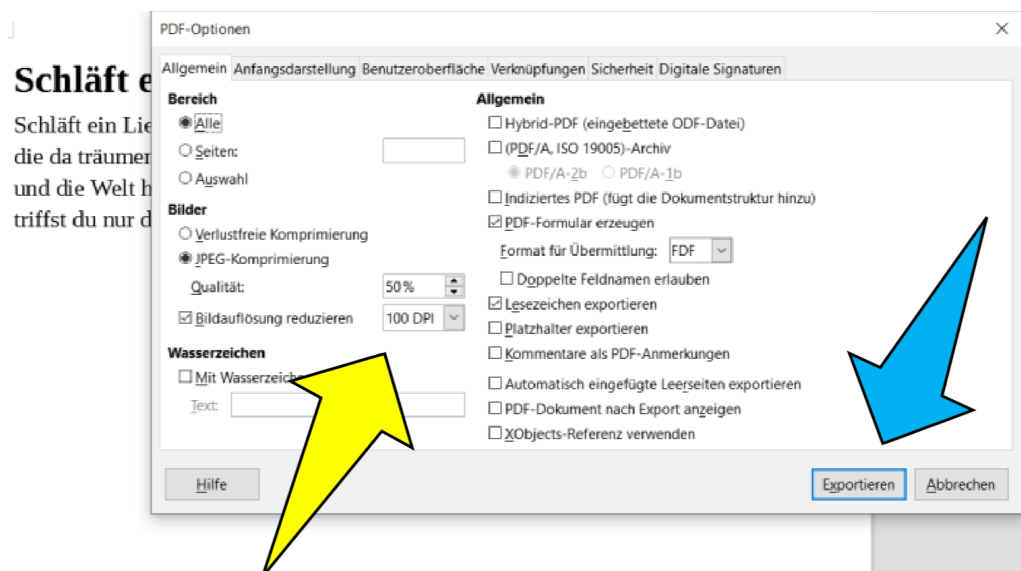 PDF-Optionen
Allgemein Anfangsdarstellung Benutzeroberfläche Verknüpfungen Sicherheit Digitale Signaturen
Schläft e
Schläft ein Lie
die da träumen
und die Welt h
triffst du nur d
Bereich
Alle
Seiten:
Auswahl
Bilder
Verlustfreie Komprimierung
JPEG-Komprimierung
Qualität: 50%
Bildauflösung reduzieren 100 DPI
Wasserzeichen
Mit Wasserzeiche
Text:
Allgemein
Hybrid-PDF (eingebettete ODF-Datei)
(PDF/A, ISO 19005)-Archiv
PDF/A-2b PDF/A-1b
Indiziertes PDF (fügt die Dokumentstruktur hinzu)
PDF-Formular erzeugen
Format für Übermittlung: FDF
Doppelte Feldnamen erlauben
Lesezeichen exportieren
Platzhalter exportieren
Kommentare als PDF-Anmerkungen
Automatisch eingefügte Leerseiten exportieren
PDF-Dokument nach Export anzeigen
XObjects-Referenz verwenden
Hilfe Exportieren Abbrechen